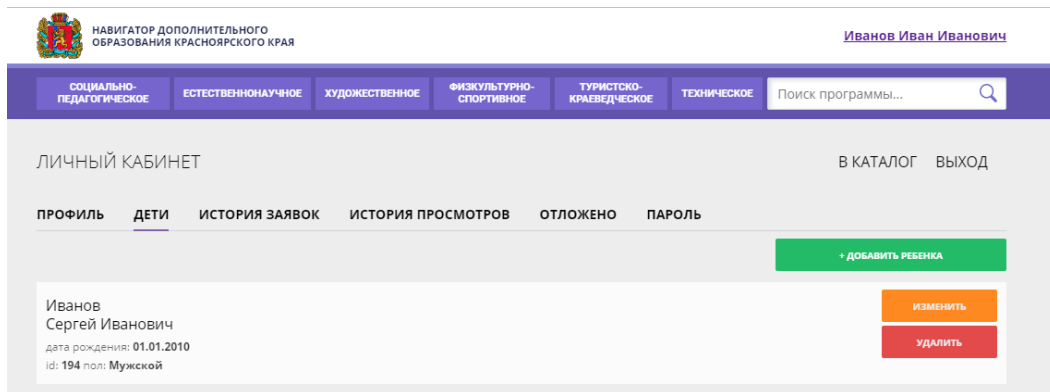 НАВИГАТОР ДОПОЛНИТЕЛЬНОГО
ОБРАЗОВАНИЯ КРАСНОЯРСКОГО КРАЯ
Иванов Иван Иванович
СОЦИАЛЬНО-
ПЕДАГОГИЧЕСКОЕ
ЕСТЕСТВЕННОНАУЧНОЕ
ХУДОЖЕСТВЕННОЕ
ФИЗКУЛЬТУРНО-
СПОРТИВНОЕ
ТУРИСТСКО-
КРАЕВЕДЧЕСКОЕ
ТЕХНИЧЕСКОЕ
Поиск программы...
ЛИЧНЫЙ КАБИНЕТ
В КАТАЛОГ ВЫХОД
ПРОФИЛЬ ДЕТИ ИСТОРИЯ ЗАЯВОК ИСТОРИЯ ПРОСМОТРОВ ОТЛОЖЕНО ПАРОЛЬ
+ ДОБАВИТЬ РЕБЕНКА
Иванов
Сергей Иванович
дата рождения: 01.01.2010
id: 194 пол: Мужской
ИЗМЕНИТЬ
УДАЛИТЬ